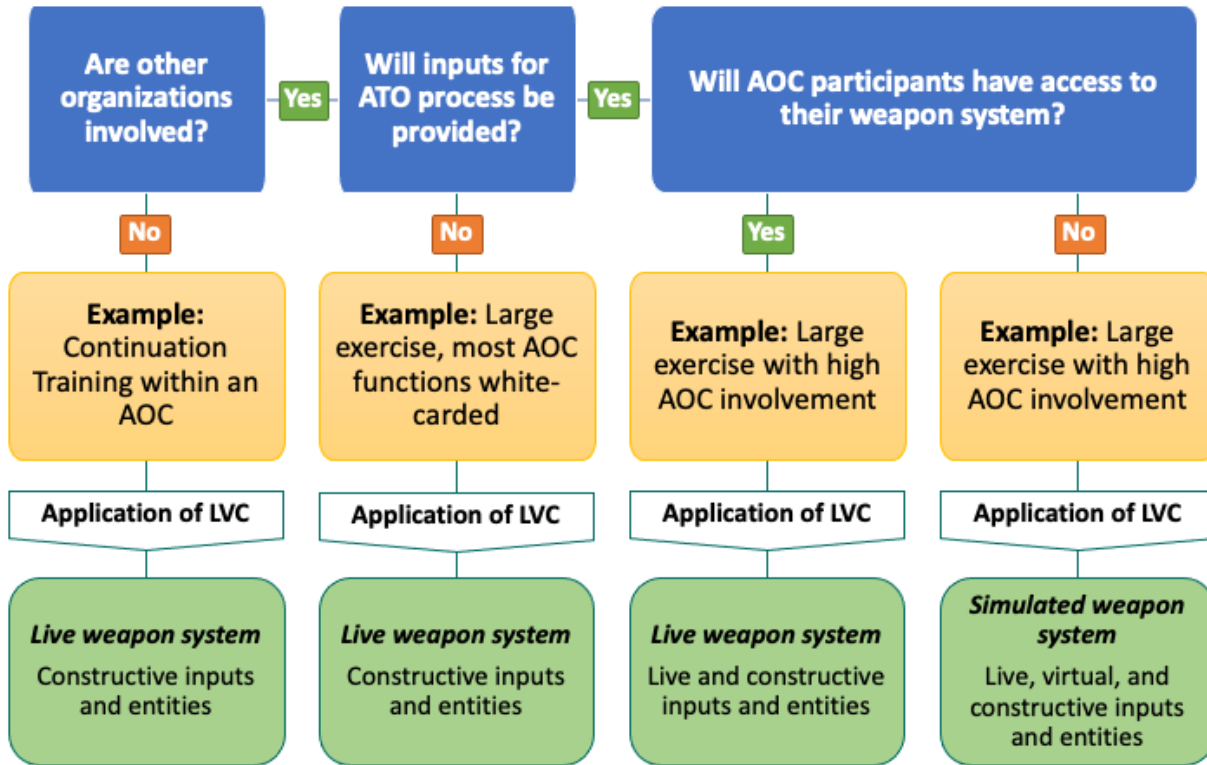 Are other
organizations
involved?
Yes
Will inputs for
ATO process be
provided?
Yes
Will AOC participants have access to
their weapon system?
No
No
Yes
No
Example:
Continuation
Training within an
AOC
Example: Large
exercise, most AOC
functions white-
carded
Example: Large
exercise with high
AOC involvement
Example: Large
exercise with high
AOC involvement
Application of LVC
Application of LVC
Application of LVC
Application of LVC
Live weapon system
Constructive inputs
and entities
Live weapon system
Constructive inputs
and entities
Live weapon system
Live and constructive
inputs and entities
Simulated weapon
system
Live, virtual, and
constructive inputs
and entities